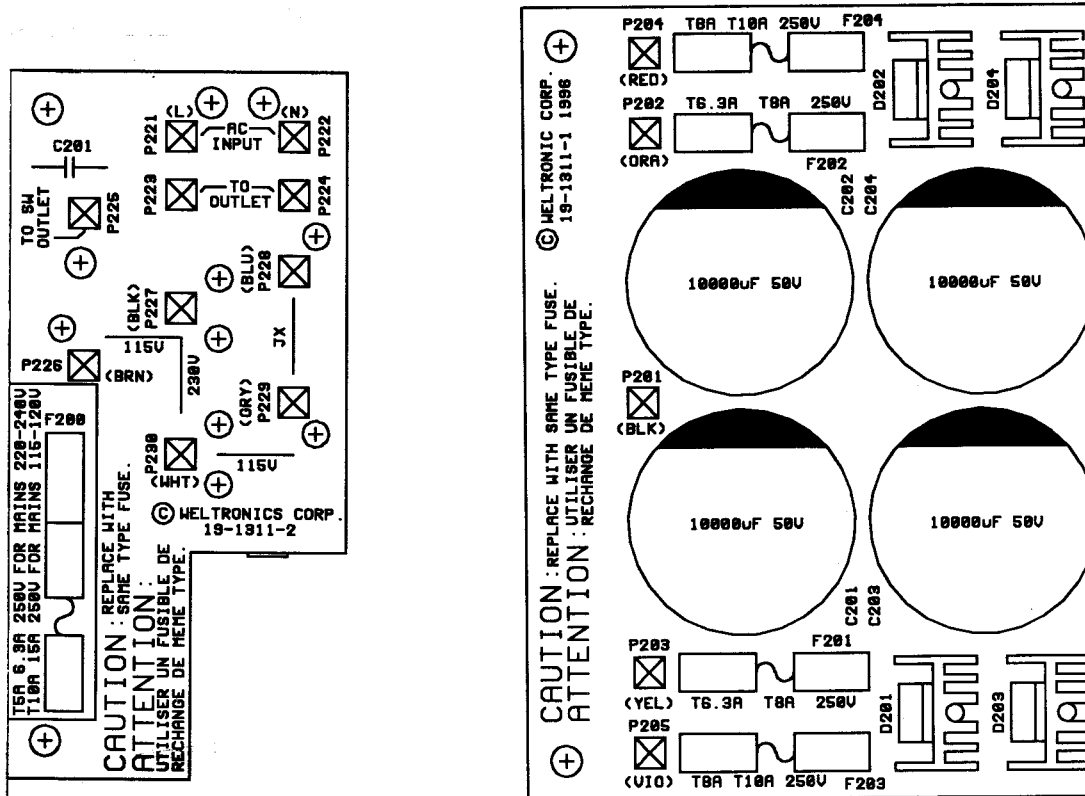 (L)
(N)
P221
AC
INPUT
P222
C201
P223
TO
OUTLET
P224
TO SW
OUTLET
P225
(BLU)
P228
(BLK)
P227
115V
230V
JX
P226
(BRN)
(GRY)
P229
P230
(WHT)
115V
F200
T5A 6.3A 250V FOR MAINS 220-240V
T10A 15A 250V FOR MAINS 115-120V
© WELTRONICS CORP.
19-1311-2
CAUTION: REPLACE WITH
SAME TYPE FUSE.
ATTENTION:
UTILISER UN FUSIBLE DE
RECHANGE DE MEME TYPE.
P204
(RED)
T8A T10A 250V
F204
P202
(ORA)
T6.3A T8A 250V
F202
D202
D204
© WELTRONIC CORP.
19-1311-1 1996
C202
C204
10000uF 50V
10000uF 50V
CAUTION: REPLACE WITH SAME TYPE FUSE.
ATTENTION: UTILISER UN FUSIBLE DE
RECHANGE DE MEME TYPE.
P201
(BLK)
10000uF 50V
10000uF 50V
C201
C203
P203
(YEL)
F201
T6.3A T8A 250V
D201
D203
P205
(VIO)
T8A T10A 250V
F203